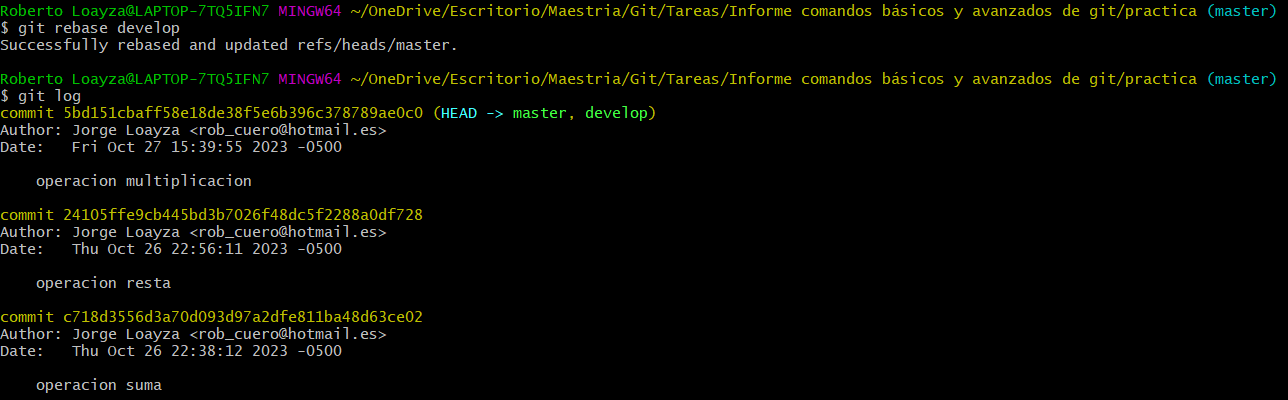 Roberto Loayza@LAPTOP-7TQ5IFN7 MINGW64 ~/OneDrive/Escritorio/Maestria/Git/Tareas/Informe comandos básicos y avanzados de git/practica (master)
$ git rebase develop
Successfully rebased and updated refs/heads/master.
Roberto Loayza@LAPTOP-7TQ5IFN7 MINGW64 ~/OneDrive/Escritorio/Maestria/Git/Tareas/Informe comandos básicos y avanzados de git/practica (master)
$ git log
commit 5bd151cbaff58e18de38f5e6b396c378789ae0c0 (HEAD -> master, develop)
Author: Jorge Loayza <rob_cuero@hotmail.es>
Date:   Fri Oct 27 15:39:55 2023 -0500
    operacion multiplicacion
commit 24105ffe9cb445bd3b7026f48dc5f2288a0df728
Author: Jorge Loayza <rob_cuero@hotmail.es>
Date:   Thu Oct 26 22:56:11 2023 -0500
    operacion resta
commit c718d3556d3a70d093d97a2dfe811ba48d63ce02
Author: Jorge Loayza <rob_cuero@hotmail.es>
Date:   Thu Oct 26 22:38:12 2023 -0500
    operacion suma